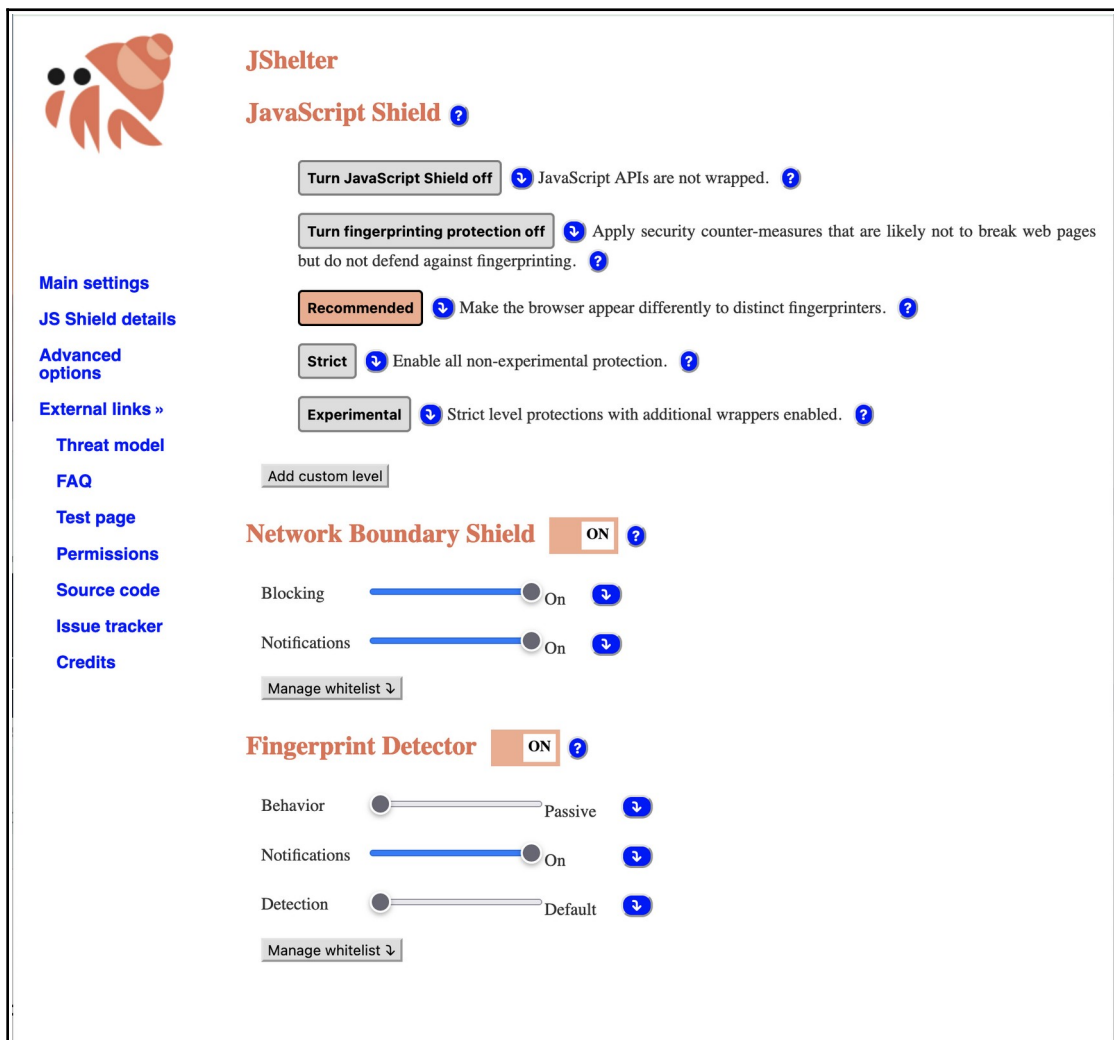 JShelter
JavaScript Shield ?
Turn JavaScript Shield off JavaScript APIs are not wrapped. ?
Turn fingerprinting protection off Apply security counter-measures that are likely not to break web pages
but do not defend against fingerprinting. ?
Recommended Make the browser appear differently to distinct fingerprinters. ?
Strict Enable all non-experimental protection. ?
Experimental Strict level protections with additional wrappers enabled. ?
Add custom level
Main settings
JS Shield details
Advanced
options
External links »
Threat model
FAQ
Test page
Permissions
Source code
Issue tracker
Credits
Network Boundary Shield ON ?
Blocking On
Notifications On
Manage whitelist ⤵
Fingerprint Detector ON ?
Behavior Passive
Notifications On
Detection Default
Manage whitelist ⤵